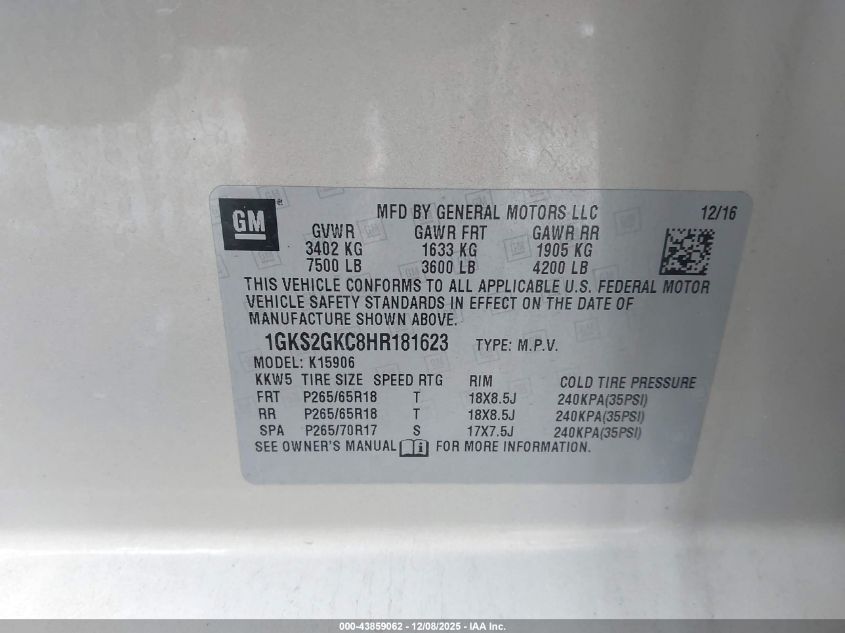 GM
MFD BY GENERAL MOTORS LLC 12/16
GVWR GAWR FRT GAWR RR
3402 KG 1633 KG 1905 KG
7500 LB 3600 LB 4200 LB
THIS VEHICLE CONFORMS TO ALL APPLICABLE U.S. FEDERAL MOTOR
VEHICLE SAFETY STANDARDS IN EFFECT ON THE DATE OF
MANUFACTURE SHOWN ABOVE.
1GKS2GKC8HR181623 TYPE: M.P.V.
MODEL: K15906
KKW5 TIRE SIZE SPEED RTG RIM COLD TIRE PRESSURE
FRT P265/65R18 T 18X8.5J 240KPA(35PSI)
RR P265/65R18 T 18X8.5J 240KPA(35PSI)
SPA P265/70R17 S 17X7.5J 240KPA(35PSI)
SEE OWNER'S MANUAL FOR MORE INFORMATION.
000-43859062 - 12/08/2025 - IAA Inc.